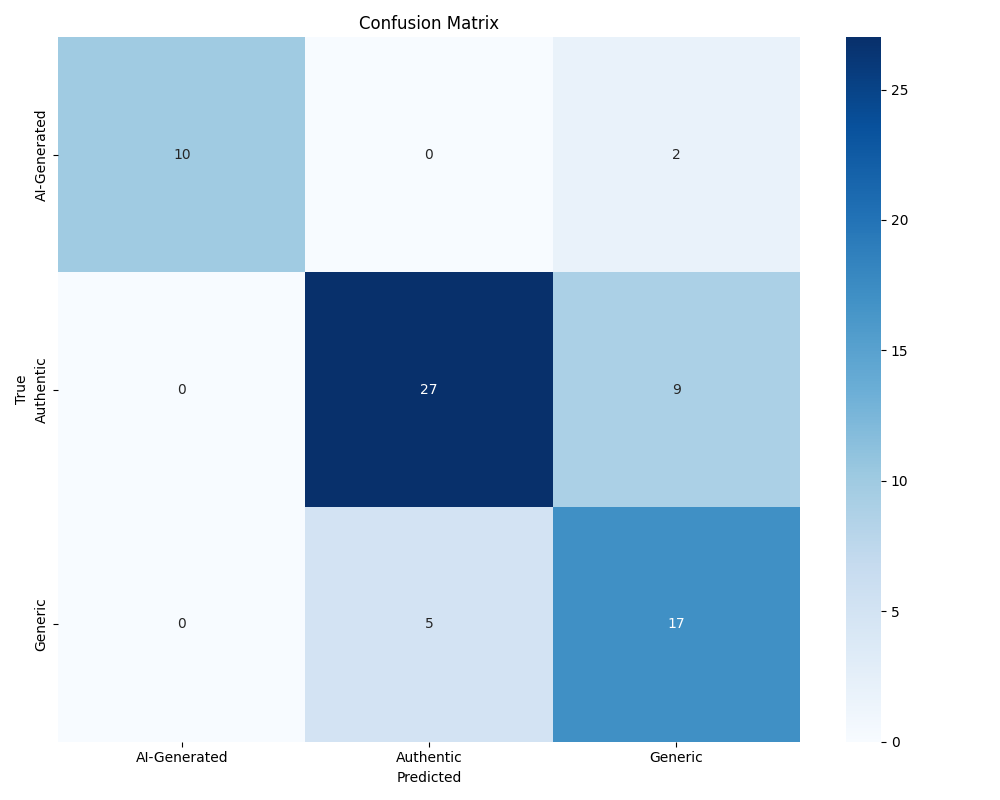 Confusion Matrix
True
AI-Generated
10
0
2
Authentic
0
27
9
Generic
0
5
17
AI-Generated
Authentic
Generic
Predicted
25
20
15
10
5
0